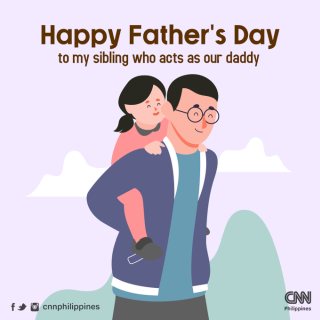 Happy Father's Day
to my sibling who acts as our daddy
cnnphilippines
CNN
Philippines